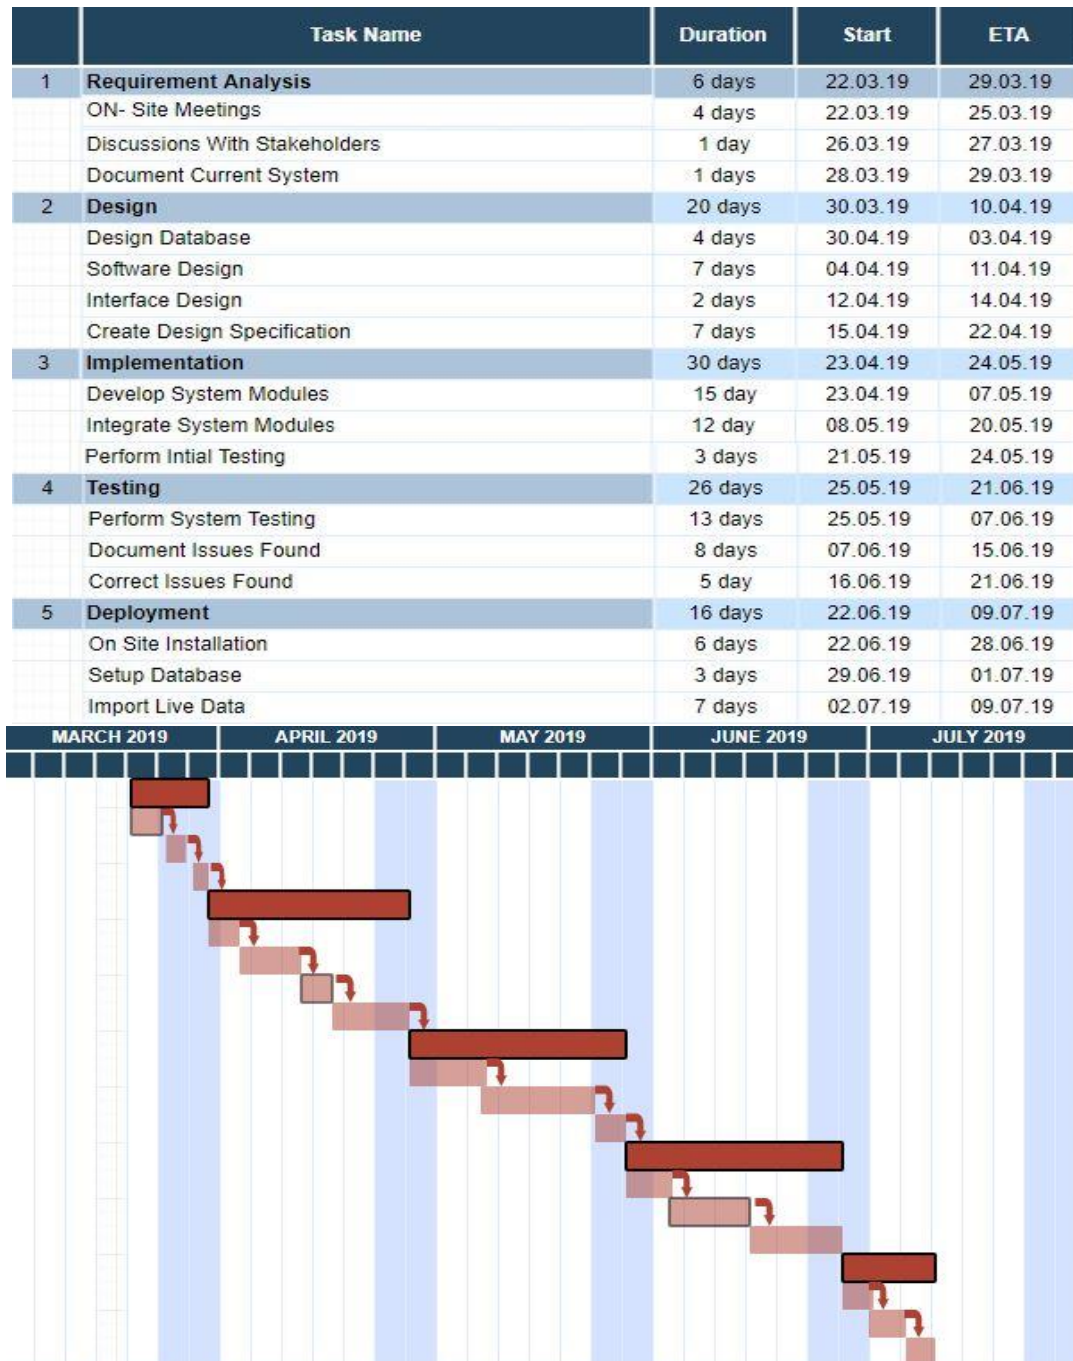 Task Name Duration Start ETA
1 Requirement Analysis 6 days 22.03.19 29.03.19
ON- Site Meetings 4 days 22.03.19 25.03.19
Discussions With Stakeholders 1 day 26.03.19 27.03.19
Document Current System 1 days 28.03.19 29.03.19
2 Design 20 days 30.03.19 10.04.19
Design Database 4 days 30.04.19 03.04.19
Software Design 7 days 04.04.19 11.04.19
Interface Design 2 days 12.04.19 14.04.19
Create Design Specification 7 days 15.04.19 22.04.19
3 Implementation 30 days 23.04.19 24.05.19
Develop System Modules 15 day 23.04.19 07.05.19
Integrate System Modules 12 day 08.05.19 20.05.19
Perform Intial Testing 3 days 21.05.19 24.05.19
4 Testing 26 days 25.05.19 21.06.19
Perform System Testing 13 days 25.05.19 07.06.19
Document Issues Found 8 days 07.06.19 15.06.19
Correct Issues Found 5 day 16.06.19 21.06.19
5 Deployment 16 days 22.06.19 09.07.19
On Site Installation 6 days 22.06.19 28.06.19
Setup Database 3 days 29.06.19 01.07.19
Import Live Data 7 days 02.07.19 09.07.19
MARCH 2019 APRIL 2019 MAY 2019 JUNE 2019 JULY 2019